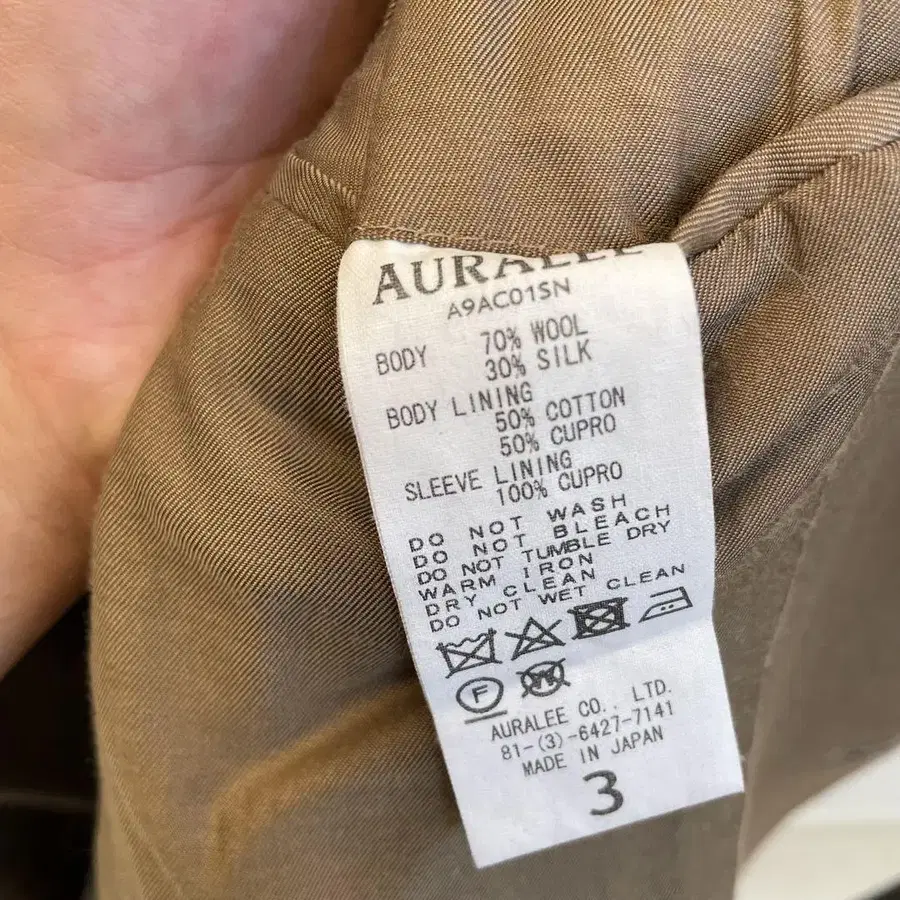 AURALEE
A9AC01SN
BODY 70% WOOL
30% SILK
BODY LINING
50% COTTON
50% CUPRO
SLEEVE LINING
100% CUPRO
DO NOT WASH
DO NOT BLEACH
DO NOT TUMBLE DRY
WARM IRON
DRY CLEAN
DO NOT WET CLEAN
F
AURALEE CO., LTD.
81-(3)-6427-7141
MADE IN JAPAN
3